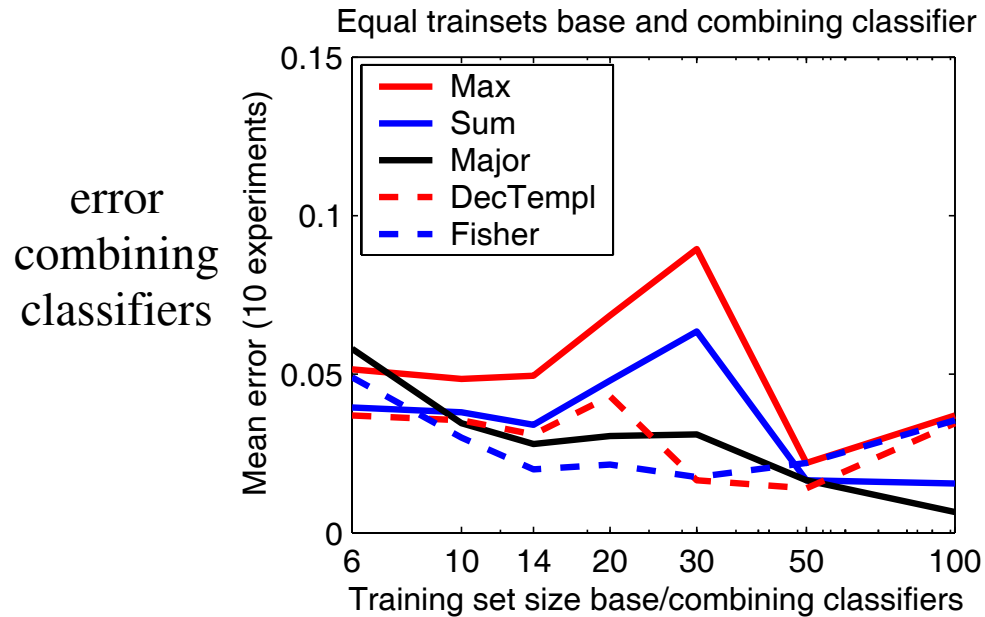 Equal trainsets base and combining classifier
error
combining
classifiers
Mean error (10 experiments)
0.15
0.1
0.05
0
Max
Sum
Major
DecTempl
Fisher
6 10 14 20 30 50 100
Training set size base/combining classifiers